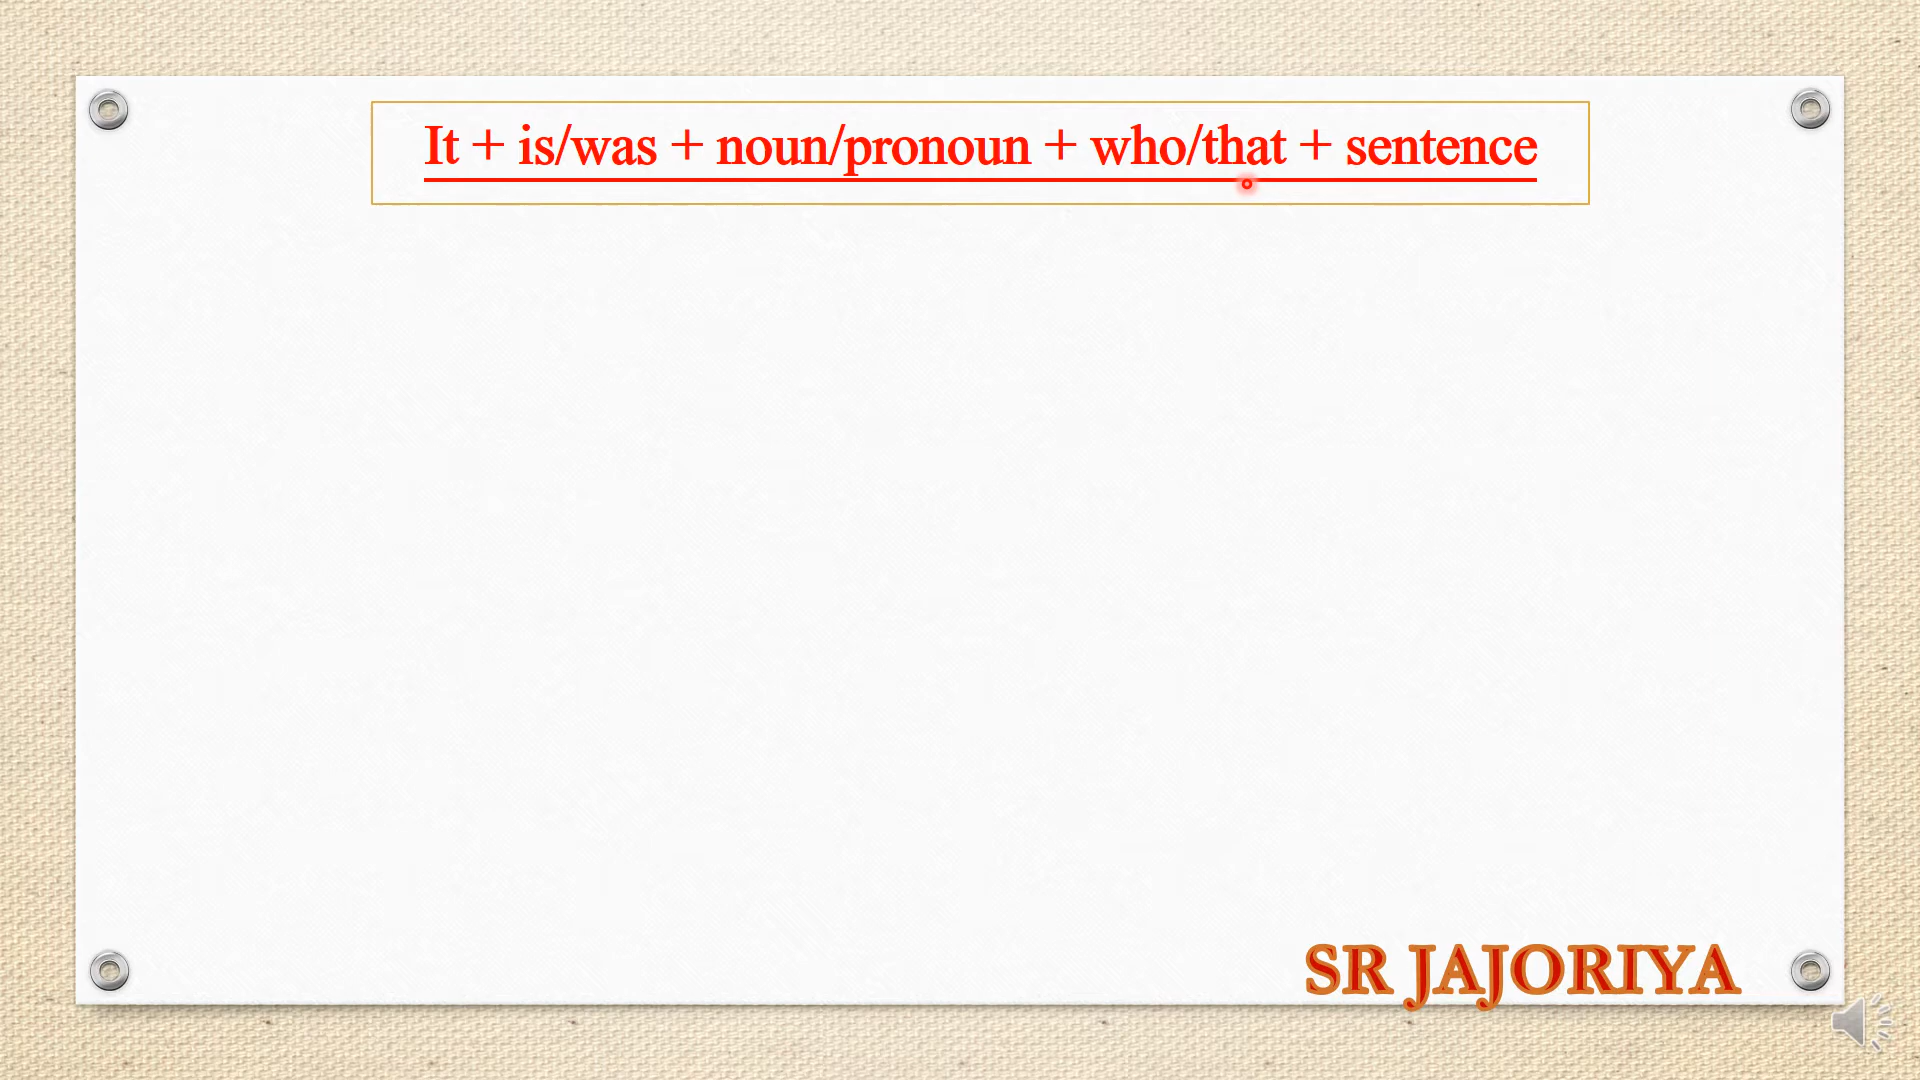 It + is/was + noun/pronoun + who/that + sentence
SR JAJORIYA